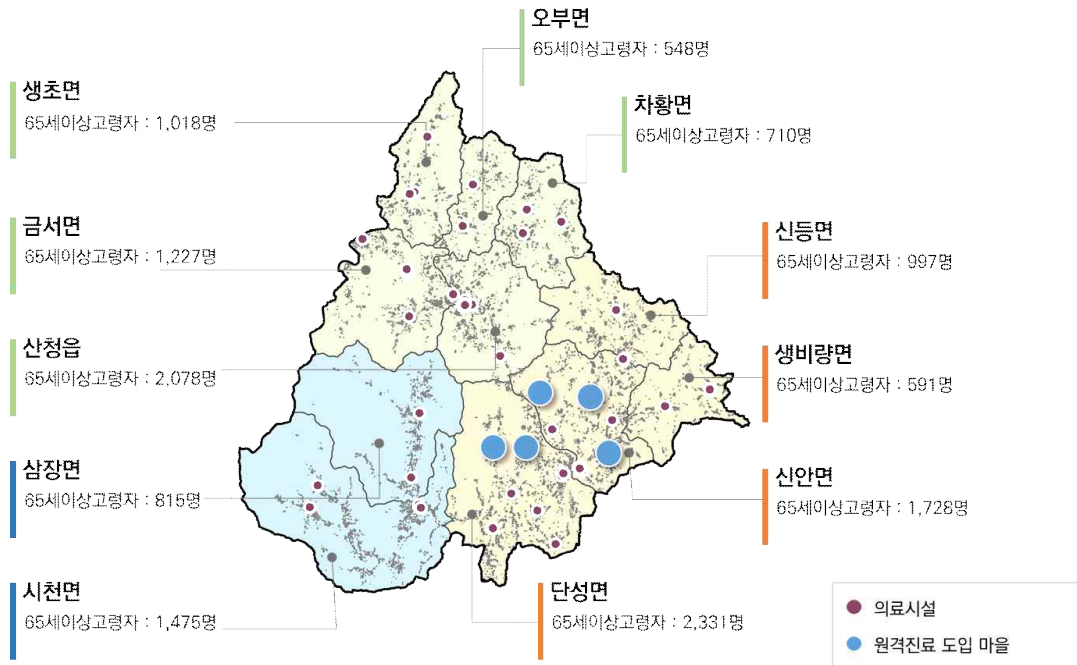 오부면
65세이상고령자 : 548명
생초면
65세이상고령자 : 1,018명
차황면
65세이상고령자 : 710명
금서면
65세이상고령자 : 1,227명
신등면
65세이상고령자 : 997명
산청읍
65세이상고령자 : 2,078명
생비량면
65세이상고령자 : 591명
삼장면
65세이상고령자 : 815명
신안면
65세이상고령자 : 1,728명
시천면
65세이상고령자 : 1,475명
단성면
65세이상고령자 : 2,331명
의료시설
원격진료 도입 마을